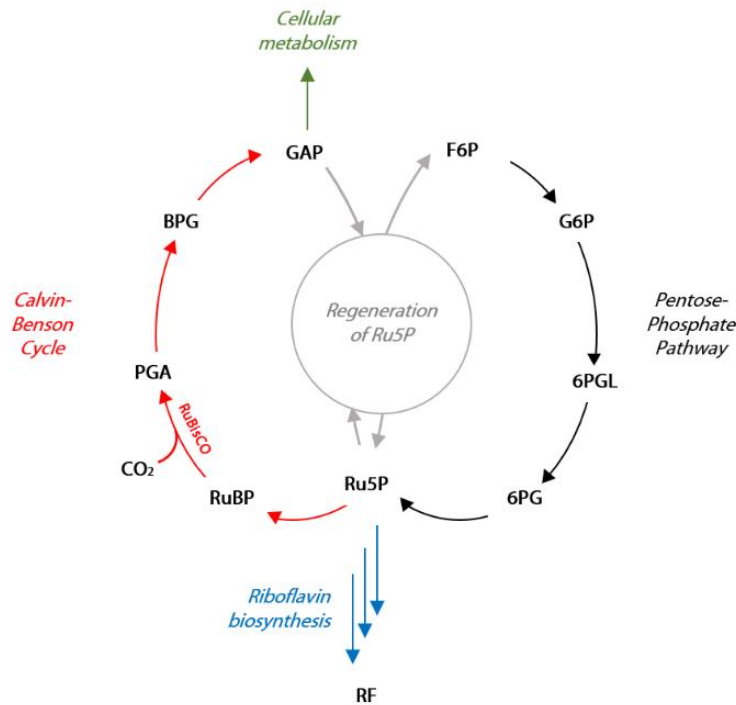 Cellular
metabolism
GAP
F6P
BPG
G6P
Calvin-
Benson
Cycle
Regeneration
of Ru5P
Pentose-
Phosphate
Pathway
PGA
6PGL
RuBisCO
CO₂
RuBP
Ru5P
6PG
Riboflavin
biosynthesis
RF